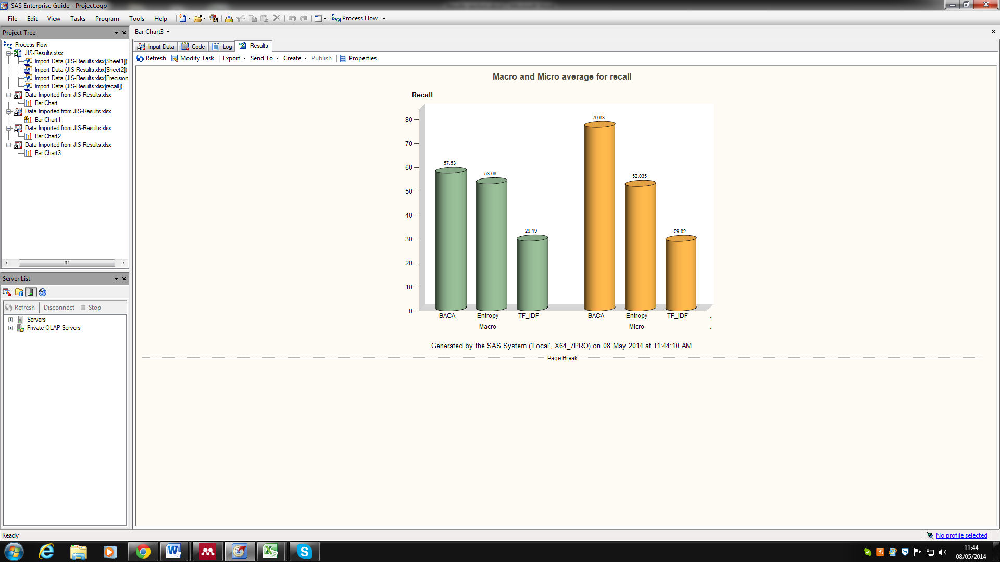 SAS Enterprise Guide - Project.egp
File Edit View Tasks Program Tools Help Process Flow
Project Tree
Process Flow
JIS-Results.xlsx
Import Data (JIS-Results.xlsx[Sheet1])
Import Data (JIS-Results.xlsx[Sheet2])
Import Data (JIS-Results.xlsx[Precision
Import Data (JIS-Results.xlsx[recall])
Data Imported from JIS-Results.xlsx
Bar Chart
Data Imported from JIS-Results.xlsx
Bar Chart1
Data Imported from JIS-Results.xlsx
Bar Chart2
Data Imported from JIS-Results.xlsx
Bar Chart3
Server List
Refresh Disconnect Stop
Servers
Private OLAP Servers
Bar Chart3
Input Data Code Log Results
Refresh Modify Task Export Send To Create Publish Properties
Macro and Micro average for recall
Recall
80
70
60
50
40
30
20
10
0
57.53
53.08
29.19
76.63
52.035
29.02
BACA Entropy TF_IDF BACA Entropy TF_IDF .
Macro Micro .
Generated by the SAS System ('Local', X64_7PRO) on 08 May 2014 at 11:44:10 AM
Page Break
Ready
No profile selected
11:44
08/05/2014